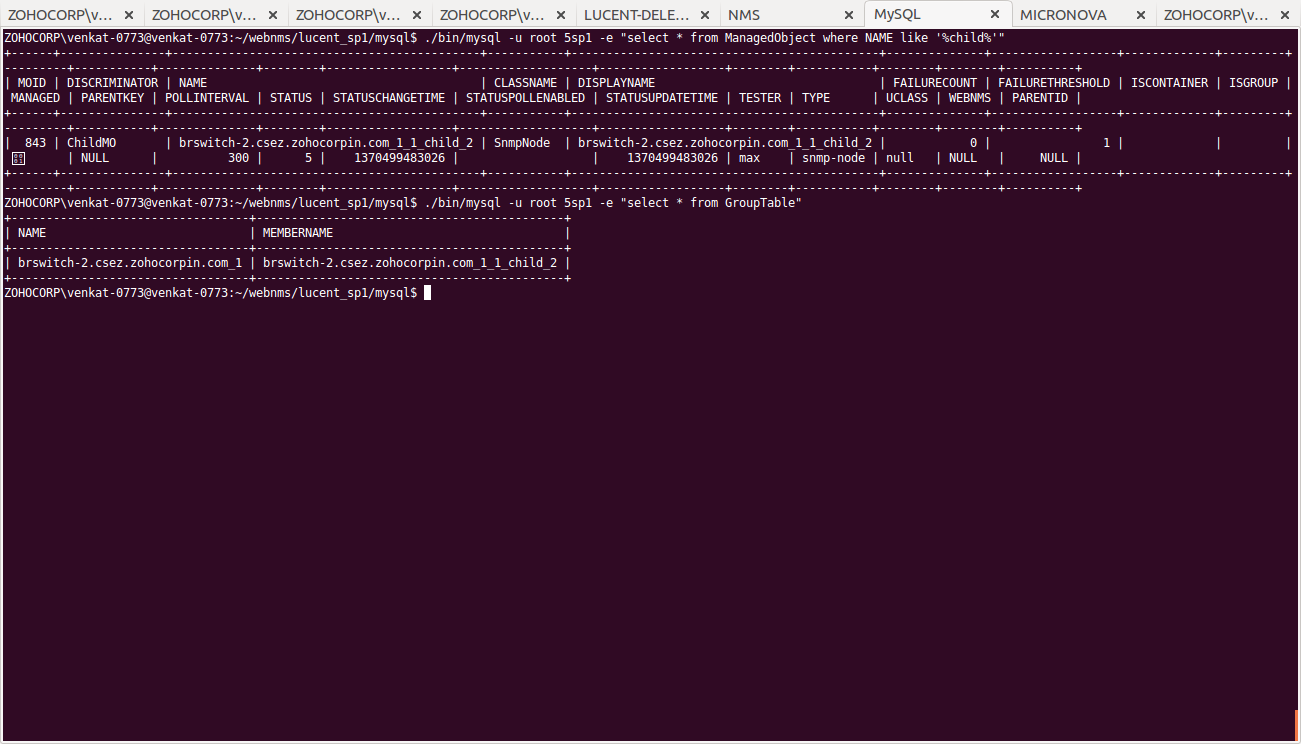 ZOHOCORP\v... × ZOHOCORP\v... × ZOHOCORP\v... × ZOHOCORP\v... × LUCENT-DELE... × NMS × MySQL × MICRONOVA × ZOHOCORP\v... ×
ZOHOCORP\venkat-0773@venkat-0773:~/webnms/lucent_sp1/mysql$ ./bin/mysql -u root 5sp1 -e "select * from ManagedObject where NAME like '%child%'"
| MOID | DISCRIMINATOR | NAME | CLASSNAME | DISPLAYNAME | FAILURECOUNT | FAILURETHRESHOLD | ISCONTAINER | ISGROUP |
MANAGED | PARENTKEY | POLLINTERVAL | STATUS | STATUSCHANGETIME | STATUSPOLLENABLED | STATUSUPDATETIME | TESTER | TYPE | UCLASS | WEBNMS | PARENTID |
| 843 | ChildMO | brswitch-2.csez.zohocorpin.com_1_1_child_2 | SnmpNode | brswitch-2.csez.zohocorpin.com_1_1_child_2 | 0 | 1 | | |
| NULL | 300 | 5 | 1370499483026 | | 1370499483026 | max | snmp-node | null | NULL | NULL |
ZOHOCORP\venkat-0773@venkat-0773:~/webnms/lucent_sp1/mysql$ ./bin/mysql -u root 5sp1 -e "select * from GroupTable"
| NAME | MEMBERNAME |
| brswitch-2.csez.zohocorpin.com_1 | brswitch-2.csez.zohocorpin.com_1_1_child_2 |
ZOHOCORP\venkat-0773@venkat-0773:~/webnms/lucent_sp1/mysql$